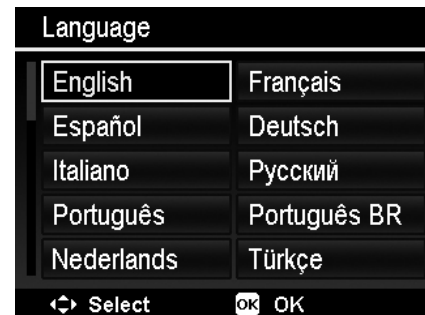 Language
English Français
Español Deutsch
Italiano Русский
Português Português BR
Nederlands Türkçe
Select OK OK